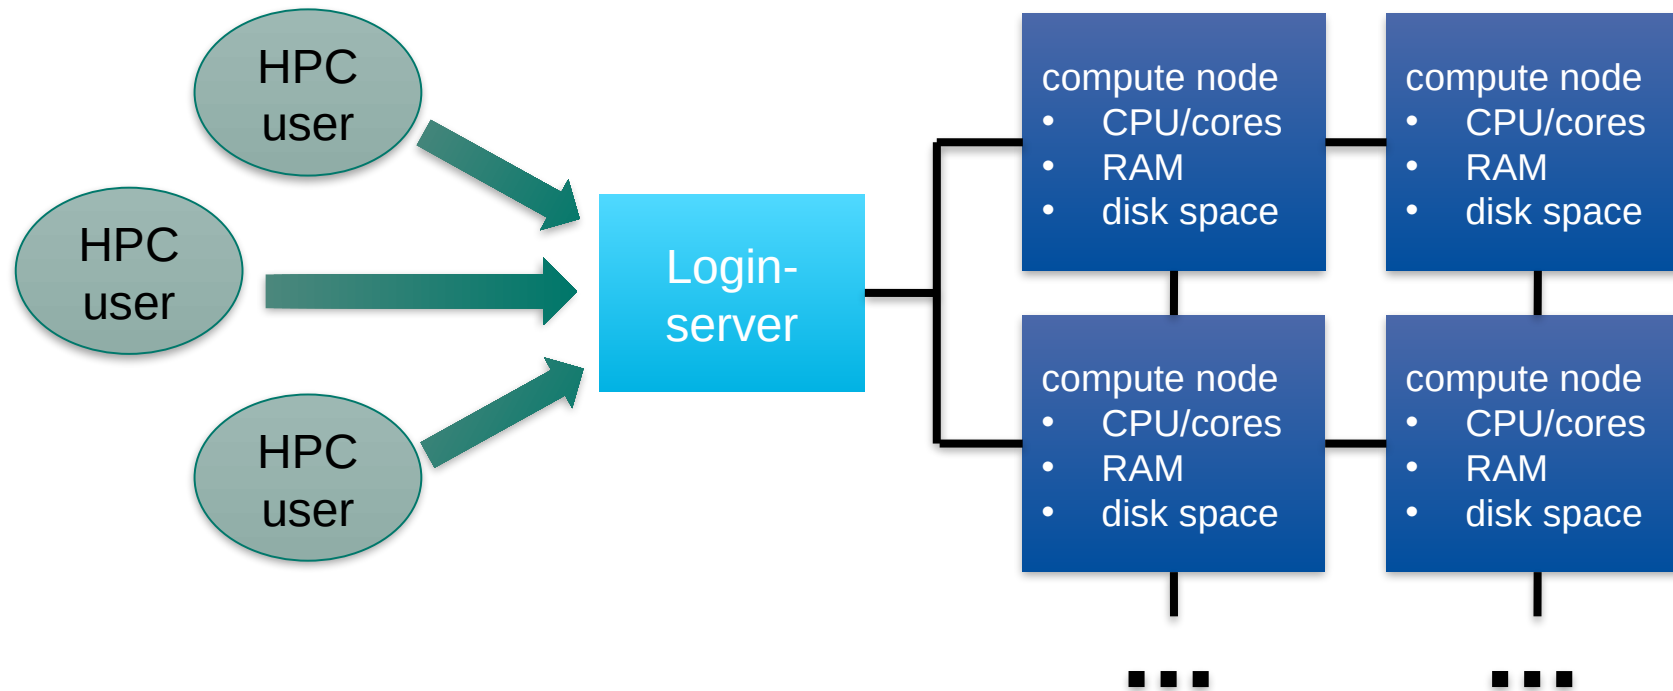 HPC
user
HPC
user
HPC
user
Login-
server
compute node
• CPU/cores
• RAM
• disk space
compute node
• CPU/cores
• RAM
• disk space
compute node
• CPU/cores
• RAM
• disk space
compute node
• CPU/cores
• RAM
• disk space
...
...